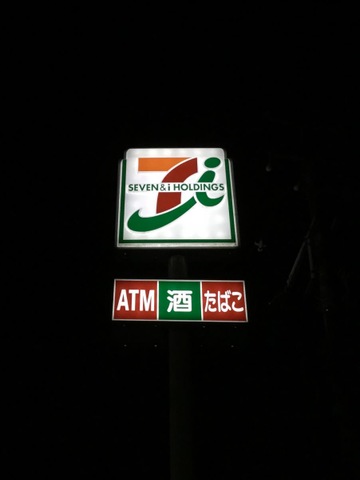 7i
SEVEN & i HOLDINGS
ATM 酒 たばこ